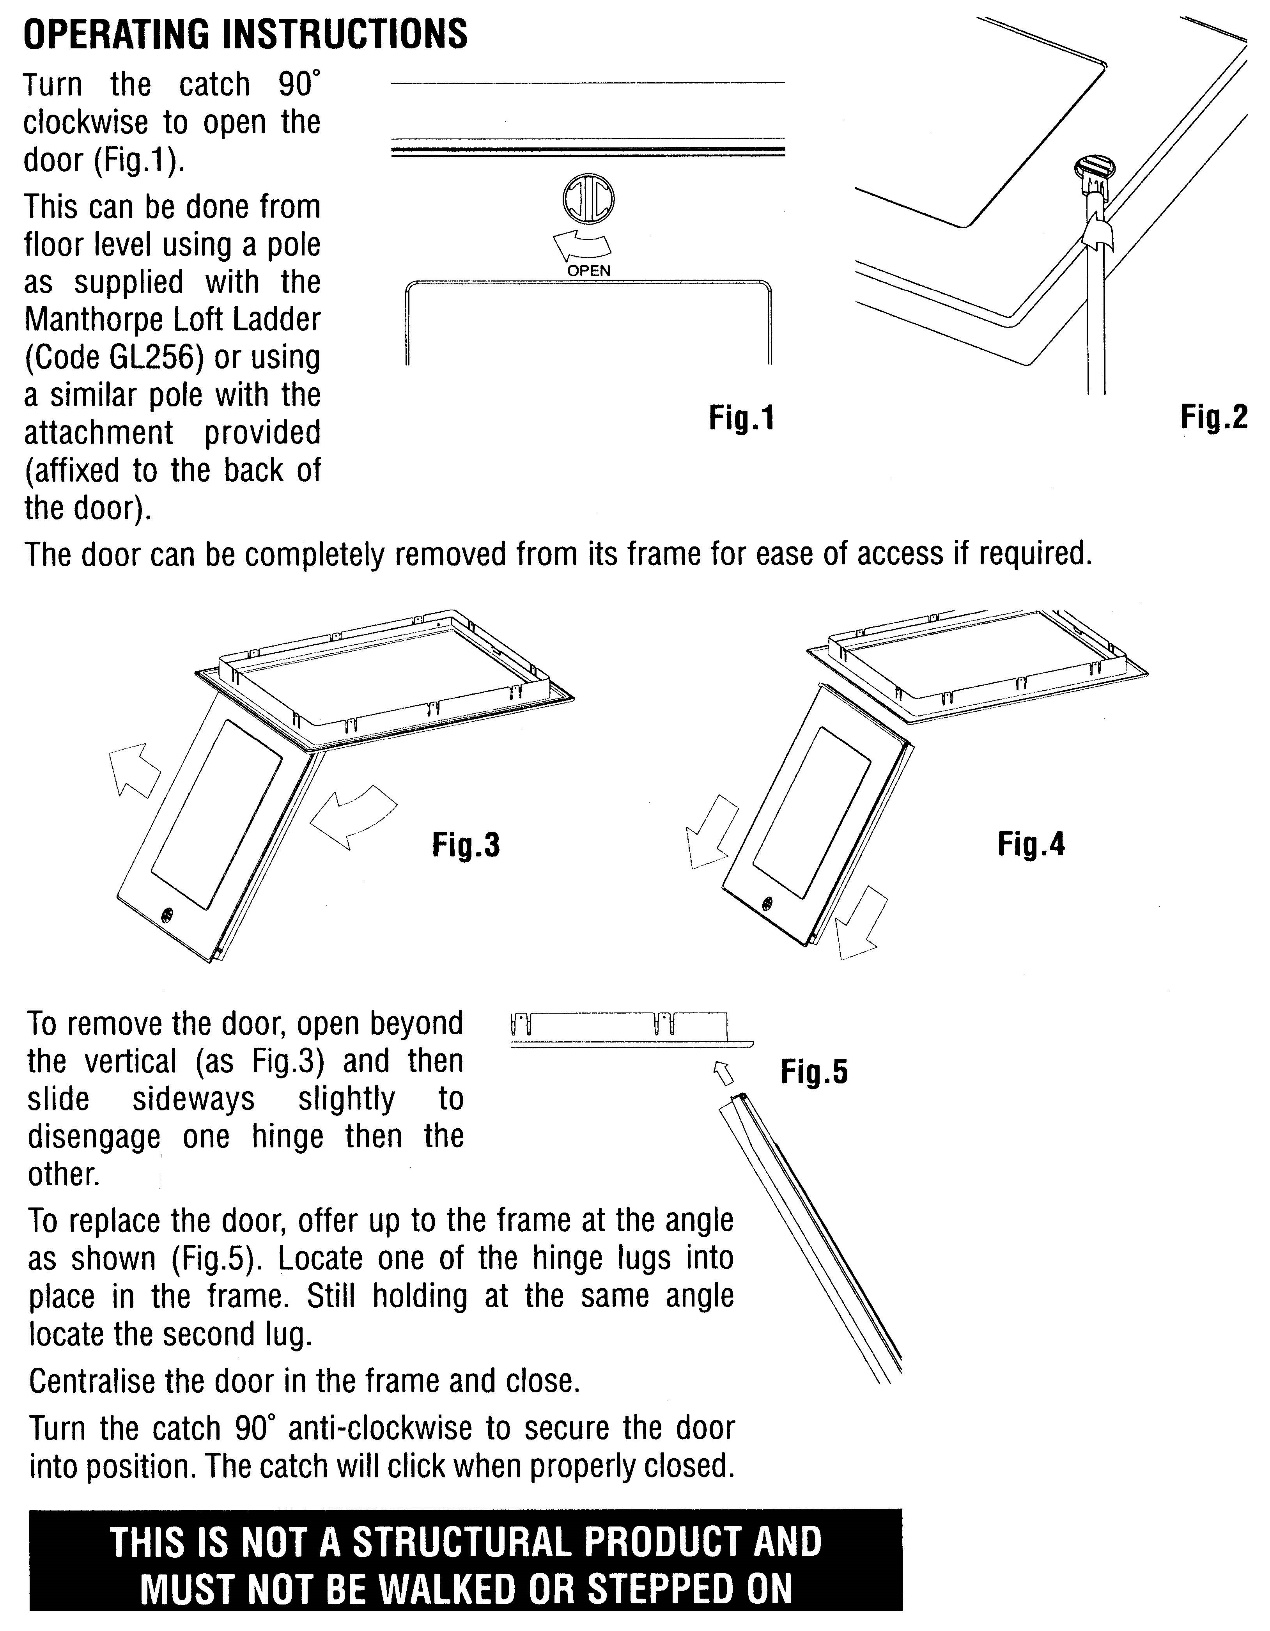 OPERATING INSTRUCTIONS
Turn the catch 90°
clockwise to open the
door (Fig.1).
This can be done from
floor level using a pole
as supplied with the
Manthorpe Loft Ladder
(Code GL256) or using
a similar pole with the
attachment provided
(affixed to the back of
the door).
OPEN
Fig.1
Fig.2
The door can be completely removed from its frame for ease of access if required.
Fig.3
Fig.4
To remove the door, open beyond
the vertical (as Fig.3) and then
slide sideways slightly to
disengage one hinge then the
other.
Fig.5
To replace the door, offer up to the frame at the angle
as shown (Fig.5). Locate one of the hinge lugs into
place in the frame. Still holding at the same angle
locate the second lug.
Centralise the door in the frame and close.
Turn the catch 90° anti-clockwise to secure the door
into position. The catch will click when properly closed.
THIS IS NOT A STRUCTURAL PRODUCT AND
MUST NOT BE WALKED OR STEPPED ON